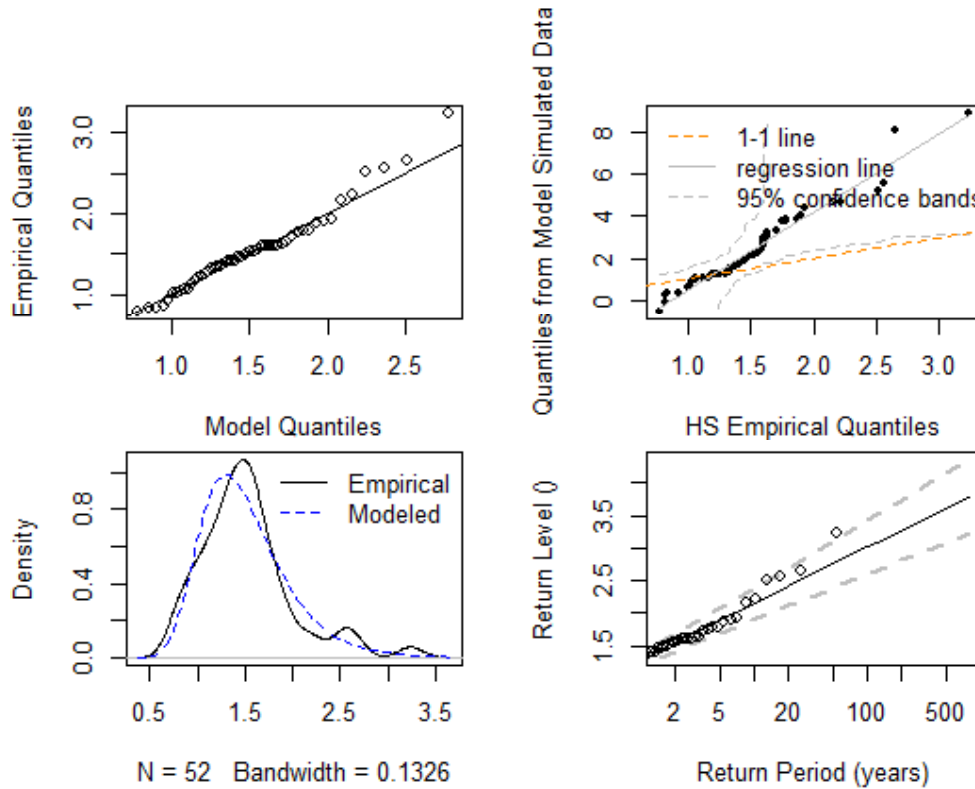 Empirical Quantiles
1.0 2.0 3.0
1.0 1.5 2.0 2.5
Model Quantiles
Quantiles from Model Simulated Data
0 2 4 6 8
1-1 line
regression line
95% confidence bands
1.0 1.5 2.0 2.5 3.0
HS Empirical Quantiles
Density
0.0 0.4 0.8
Empirical
Modeled
0.5 1.5 2.5 3.5
N = 52 Bandwidth = 0.1326
Return Level ()
1.5 2.5 3.5
2 5 20 100 500
Return Period (years)